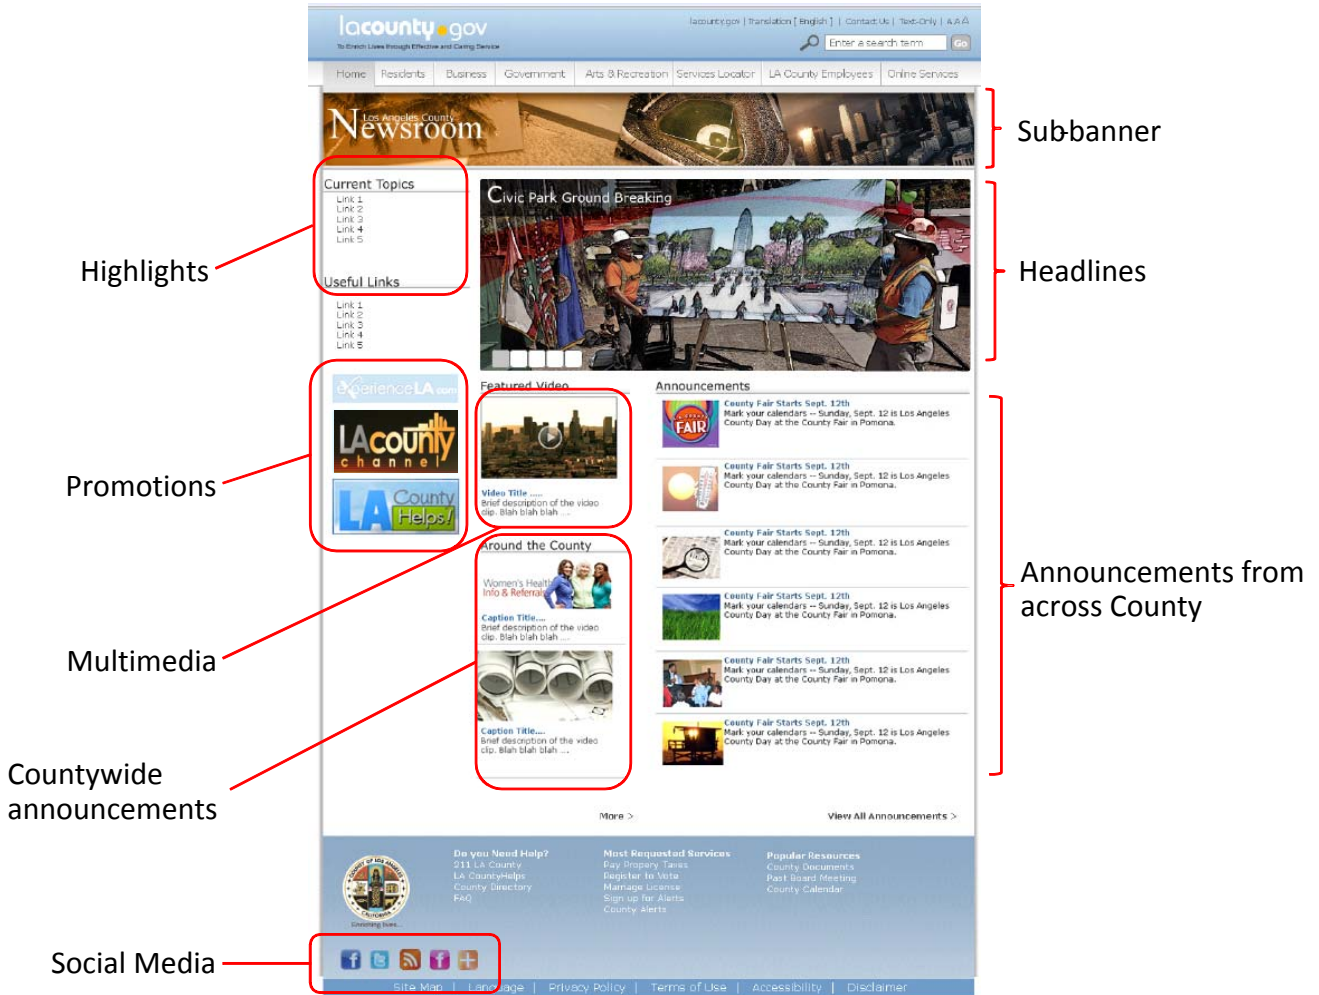 lacounty.gov
To Enrich Lives through Effective and Caring Service
lacounty.gov | Translation [ English ] | Contact Us | Text-Only | A A A
Enter a search term Go
Home Residents Business Government Arts & Recreation Services Locator LA County Employees Online Services
Los Angeles County
Newsroom
Sub-banner
Current Topics
Link 1
Link 2
Link 3
Link 4
Link 5
Highlights
Useful Links
Link 1
Link 2
Link 3
Link 4
Link 5
Civic Park Ground Breaking
Headlines
experienceLA.com
LAcounty
channel
LA County
Helps!
Promotions
Featured Video
Video Title .....
Brief description of the video
clip. Blah blah blah ....
Multimedia
Around the County
Women's Health
Info & Referrals
Caption Title....
Brief description of the video
clip. Blah blah blah ....
Caption Title....
Brief description of the video
clip. Blah blah blah ....
Countywide
announcements
Announcements
FAIR
County Fair Starts Sept. 12th
Mark your calendars -- Sunday, Sept. 12 is Los Angeles
County Day at the County Fair in Pomona.
County Fair Starts Sept. 12th
Mark your calendars -- Sunday, Sept. 12 is Los Angeles
County Day at the County Fair in Pomona.
County Fair Starts Sept. 12th
Mark your calendars -- Sunday, Sept. 12 is Los Angeles
County Day at the County Fair in Pomona.
County Fair Starts Sept. 12th
Mark your calendars -- Sunday, Sept. 12 is Los Angeles
County Day at the County Fair in Pomona.
County Fair Starts Sept. 12th
Mark your calendars -- Sunday, Sept. 12 is Los Angeles
County Day at the County Fair in Pomona.
County Fair Starts Sept. 12th
Mark your calendars -- Sunday, Sept. 12 is Los Angeles
County Day at the County Fair in Pomona.
Announcements from
across County
More >
View All Announcements >
COUNTY OF LOS ANGELES
CALIFORNIA
Enriching lives...
Do you Need Help?
211 LA County
LA CountyHelps
County Directory
FAQ
Most Requested Services
Pay Propery Taxes
Register to Vote
Marriage License
Sign up for Alerts
County Alerts
Popular Resources
County Documents
Past Board Meeting
County Calendar
Social Media
Site Map | Language | Privacy Policy | Terms of Use | Accessibility | Disclaimer